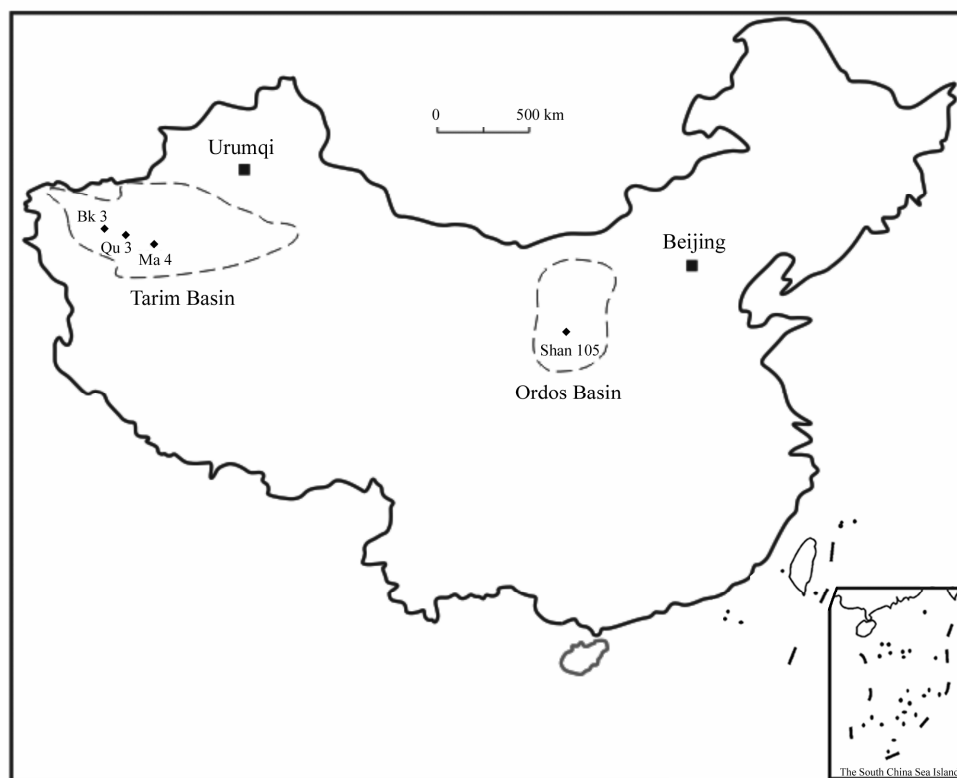 0 500 km
Urumqi
Bk 3
Qu 3
Ma 4
Tarim Basin
Beijing
Shan 105
Ordos Basin
The South China Sea Island